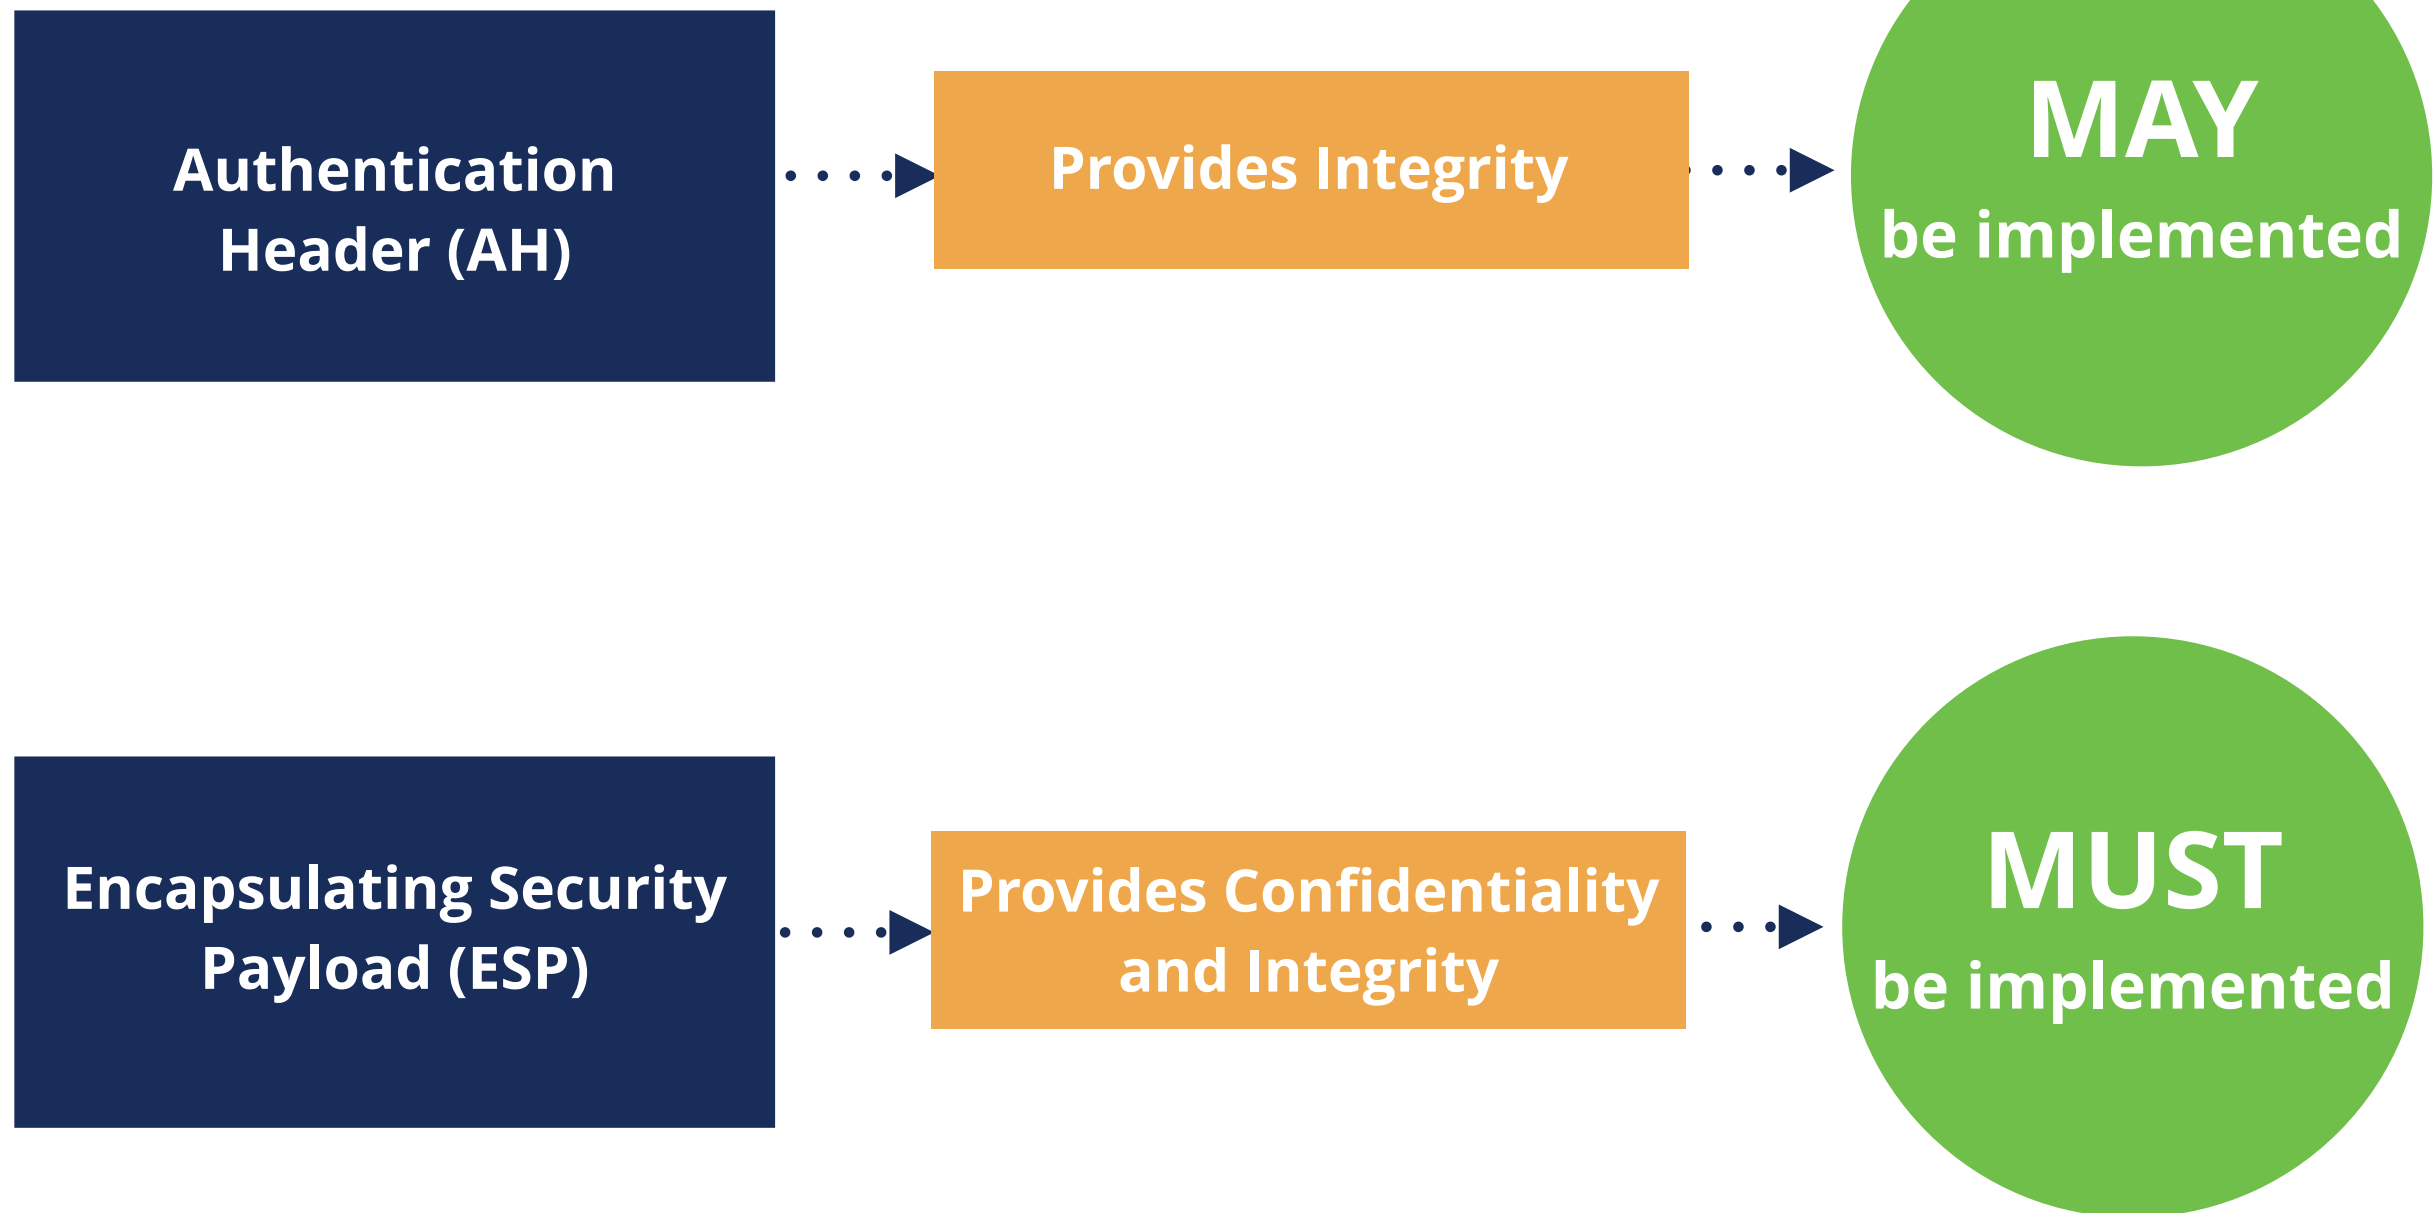 Authentication
Header (AH)
Provides Integrity
MAY
be implemented
Encapsulating Security
Payload (ESP)
Provides Confidentiality
and Integrity
MUST
be implemented